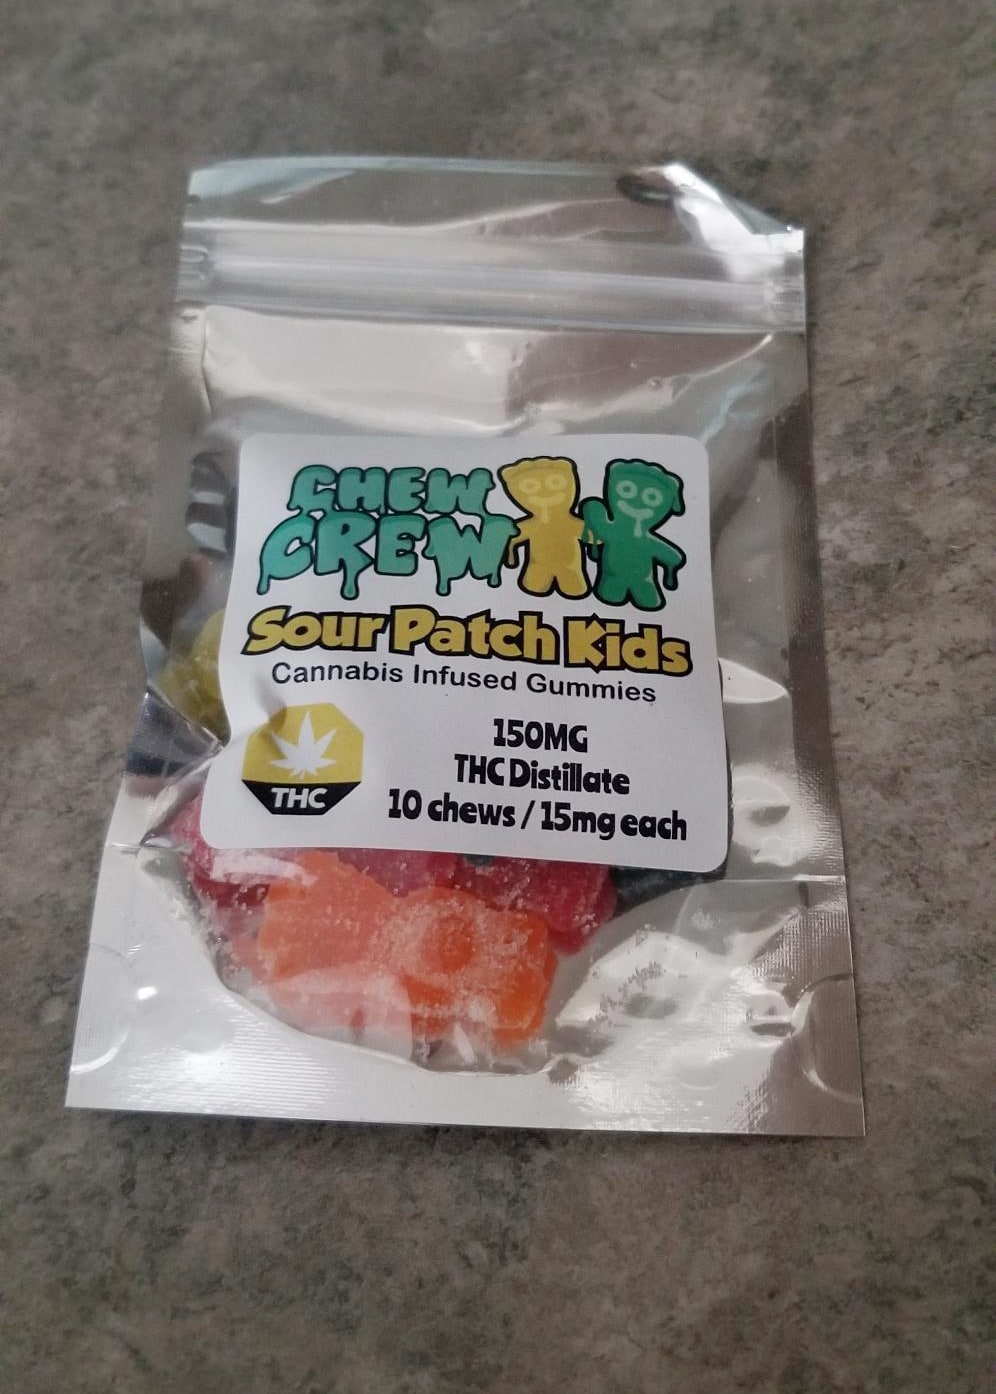 CHEW
CREW
Sour Patch Kids
Cannabis Infused Gummies
THC
150MG
THC Distillate
10 chews / 15mg each